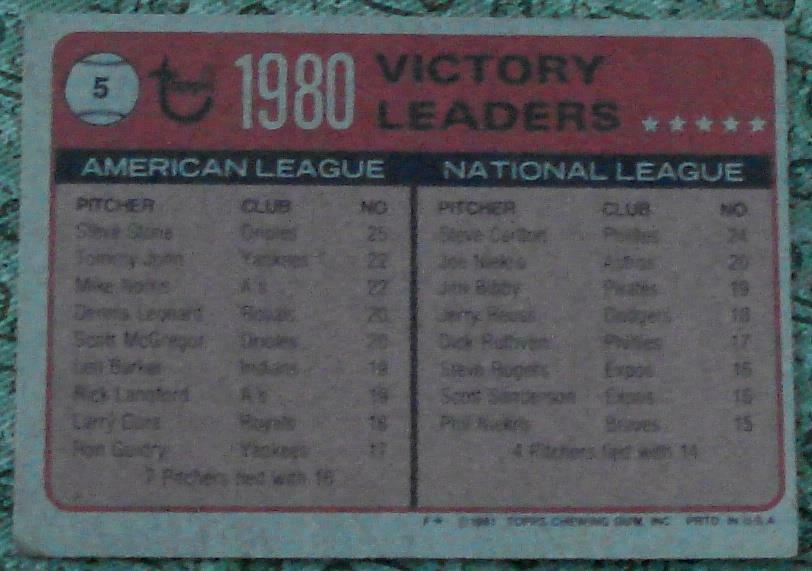 5 Topps 1980 VICTORY LEADERS
AMERICAN LEAGUE
PITCHER CLUB NO
Steve Stone Orioles 25
Tommy John Yankees 22
Mike Norris A's 22
Dennis Leonard Royals 20
Scott McGregor Orioles 20
Len Barker Indians 19
Rick Langford A's 19
Larry Gura Royals 18
Ron Guidry Yankees 17
7 Pitchers tied with 16
NATIONAL LEAGUE
PITCHER CLUB NO
Steve Carlton Phillies 24
Joe Niekro Astros 20
Jim Bibby Pirates 19
Jerry Reuss Dodgers 18
Dick Ruthven Phillies 17
Steve Rogers Expos 16
Scott Sanderson Expos 16
Phil Niekro Braves 15
4 Pitchers tied with 14
© 1981 TOPPS CHEWING GUM, INC. PRTD. IN U.S.A.